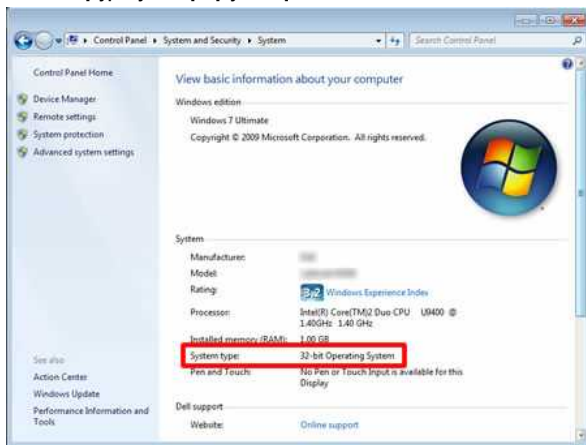 Control Panel ▸ System and Security ▸ System
Search Control Panel
Control Panel Home
Device Manager
Remote settings
System protection
Advanced system settings
See also
Action Center
Windows Update
Performance Information and
Tools
View basic information about your computer
Windows edition
Windows 7 Ultimate
Copyright © 2009 Microsoft Corporation. All rights reserved.
System
Manufacturer:
Model:
Rating: 3.2 Windows Experience Index
Processor: Intel(R) Core(TM)2 Duo CPU U9400 @
1.40GHz 1.40 GHz
Installed memory (RAM): 1.00 GB
System type: 32-bit Operating System
Pen and Touch: No Pen or Touch Input is available for this
Display
Dell support
Website: Online support